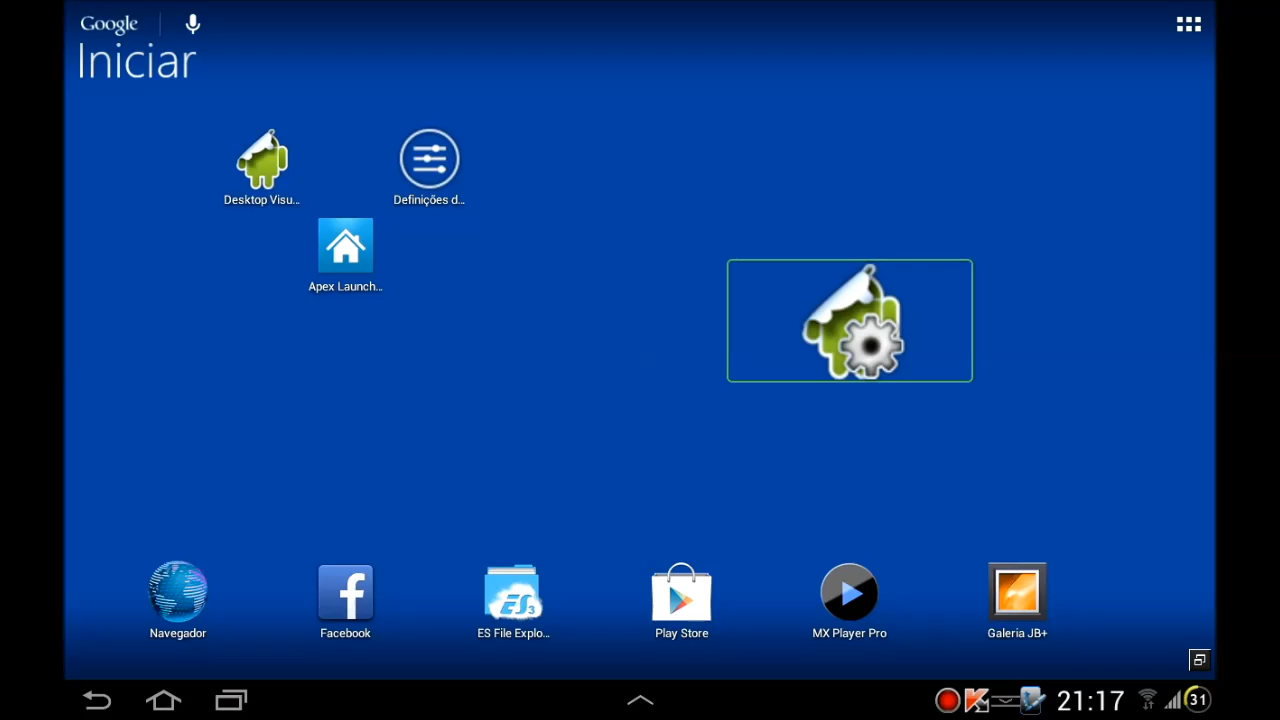 Google
Iniciar
Desktop Visu...
Definições d...
Apex Launch...
Navegador
Facebook
ES File Explo...
Play Store
MX Player Pro
Galeria JB+
21:17
31